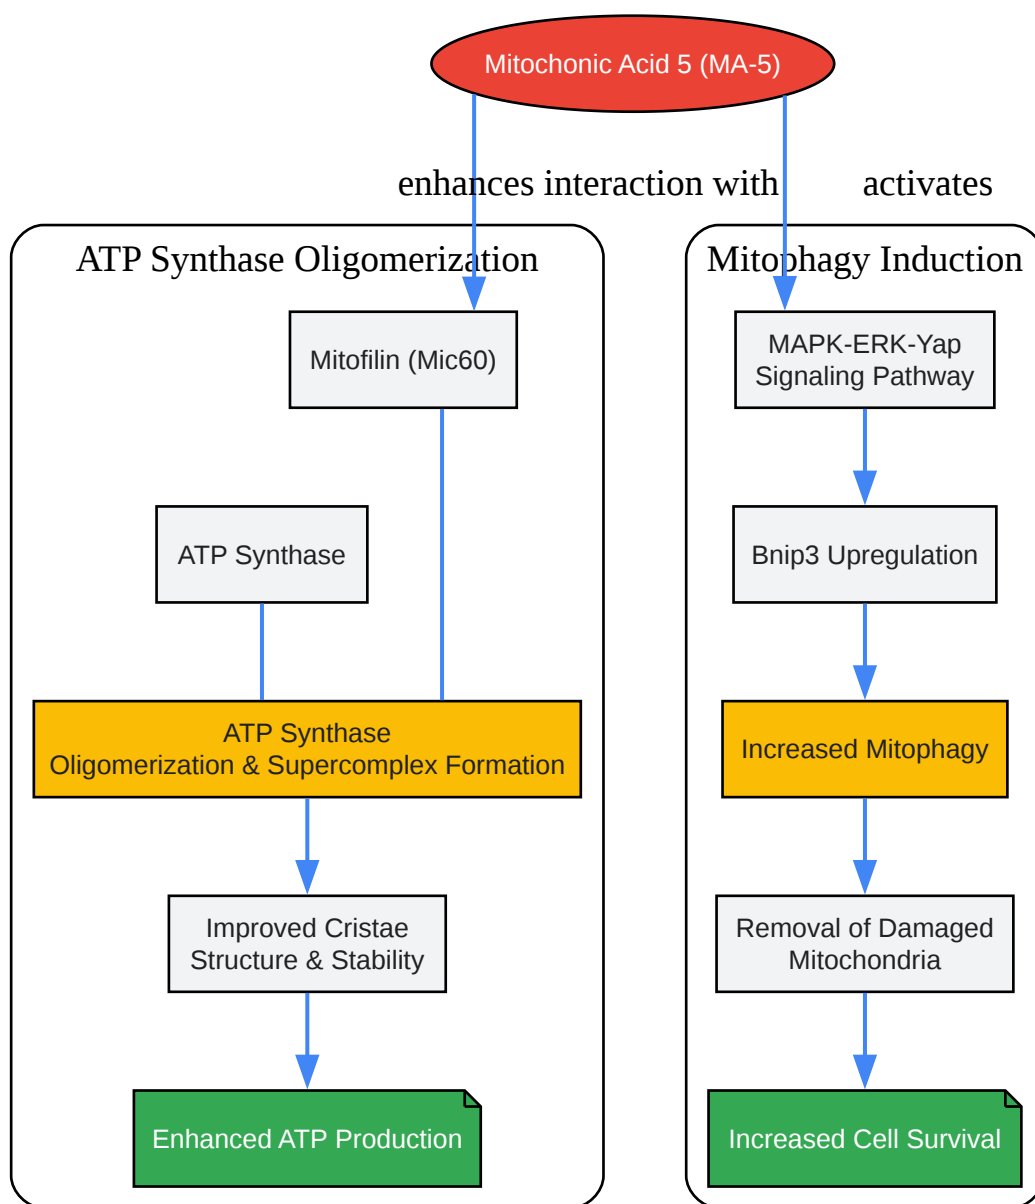 Mitochonic Acid 5 (MA-5)
enhances interaction with
activates
ATP Synthase Oligomerization
Mitofilin (Mic60)
ATP Synthase
ATP Synthase
Oligomerization & Supercomplex Formation
Improved Cristae
Structure & Stability
Enhanced ATP Production
Mitophagy Induction
MAPK-ERK-Yap
Signaling Pathway
Bnip3 Upregulation
Increased Mitophagy
Removal of Damaged
Mitochondria
Increased Cell Survival